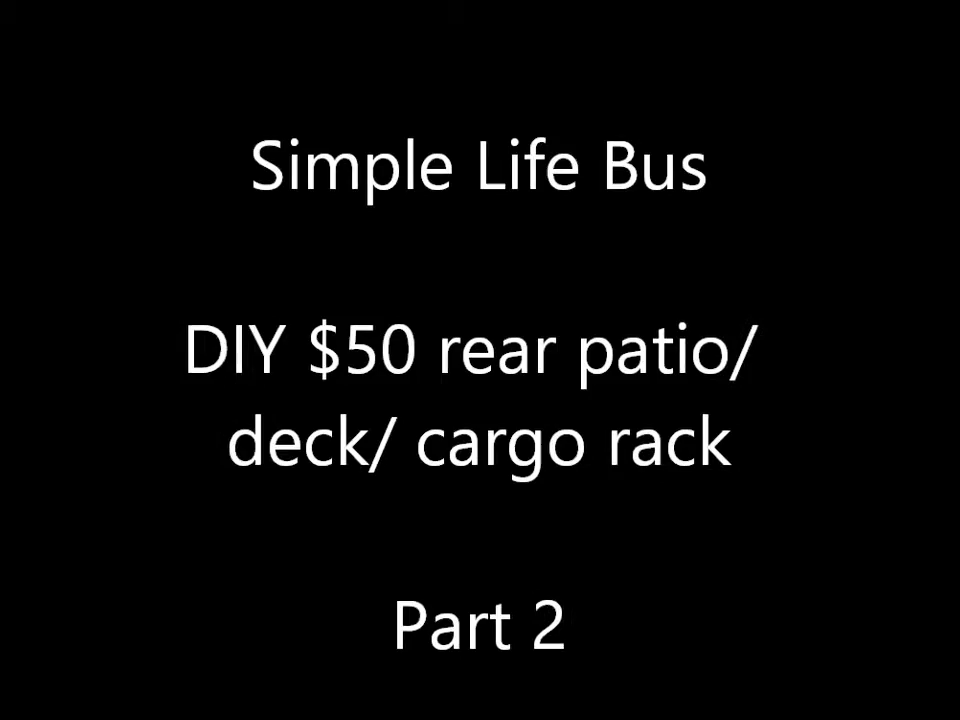 Simple Life Bus
DIY $50 rear patio/
deck/ cargo rack
Part 2